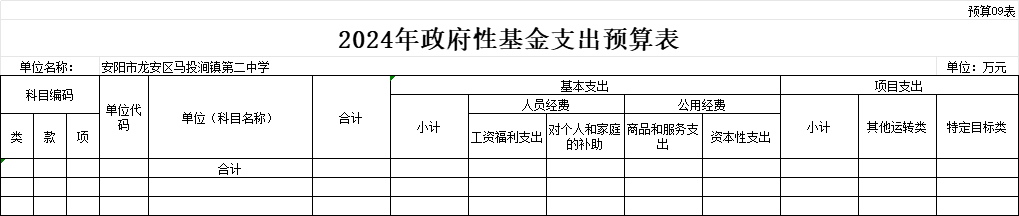 预算09表
2024年政府性基金支出预算表
单位名称： 安阳市龙安区马投涧镇第二中学 单位：万元
科目编码 单位代码 单位（科目名称） 合计 基本支出 项目支出
人员经费 公用经费
类 款 项 小计 工资福利支出 对个人和家庭的补助 商品和服务支出 资本性支出 小计 其他运转类 特定目标类
合计